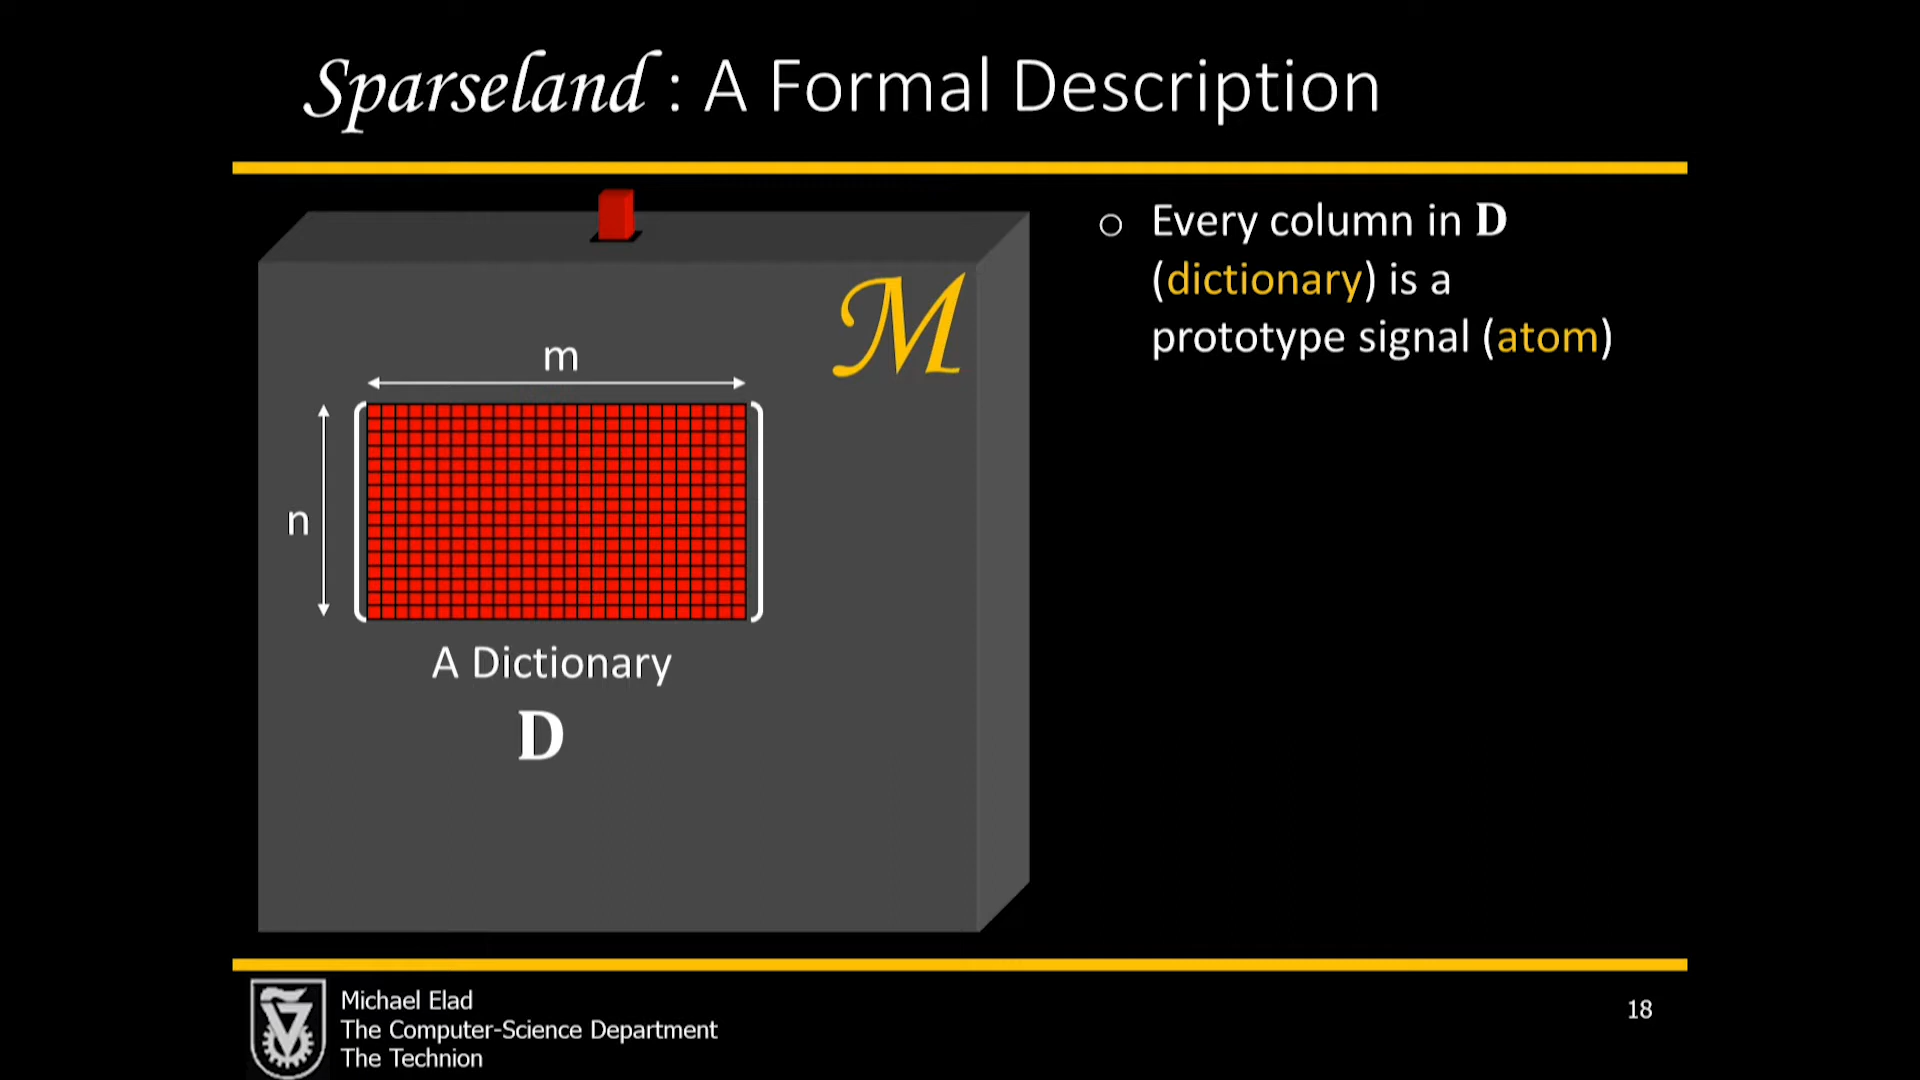 Sparseland : A Formal Description
M
m
n
A Dictionary
D
Every column in D
(dictionary) is a
prototype signal (atom)
Michael Elad
The Computer-Science Department
The Technion
18